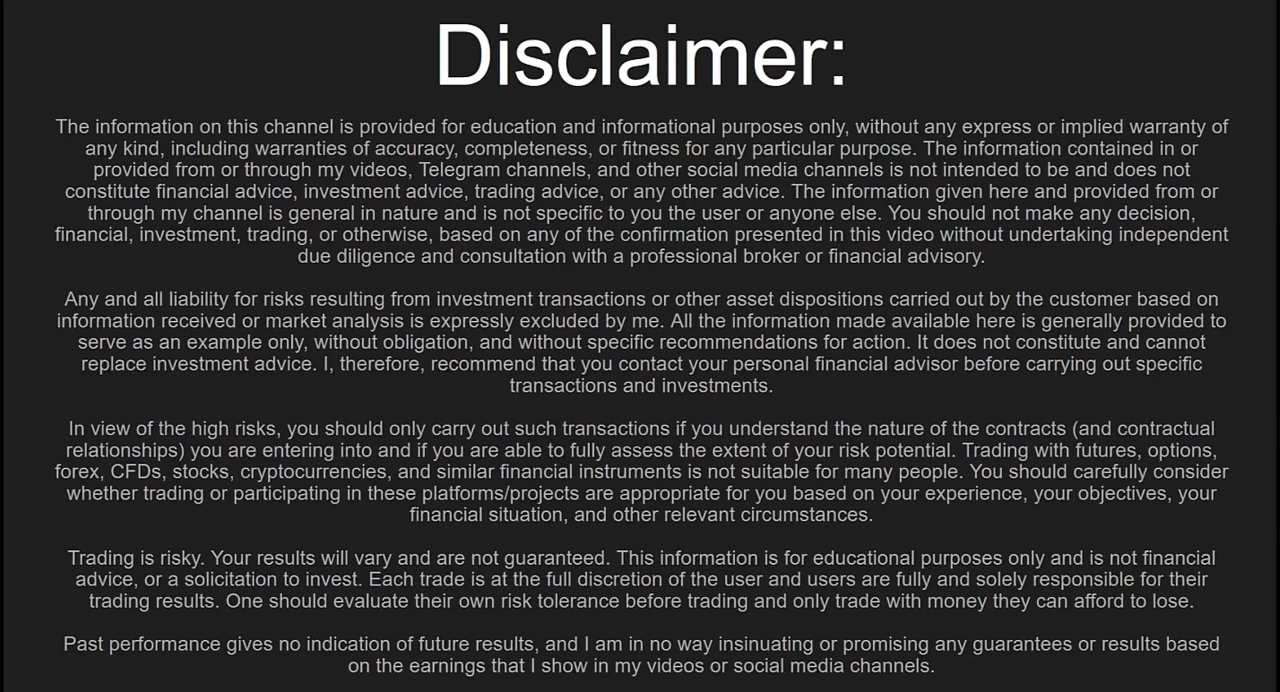 Disclaimer:
The information on this channel is provided for education and informational purposes only, without any express or implied warranty of
any kind, including warranties of accuracy, completeness, or fitness for any particular purpose. The information contained in or
provided from or through my videos, Telegram channels, and other social media channels is not intended to be and does not
constitute financial advice, investment advice, trading advice, or any other advice. The information given here and provided from or
through my channel is general in nature and is not specific to you the user or anyone else. You should not make any decision,
financial, investment, trading, or otherwise, based on any of the confirmation presented in this video without undertaking independent
due diligence and consultation with a professional broker or financial advisory.
Any and all liability for risks resulting from investment transactions or other asset dispositions carried out by the customer based on
information received or market analysis is expressly excluded by me. All the information made available here is generally provided to
serve as an example only, without obligation, and without specific recommendations for action. It does not constitute and cannot
replace investment advice. I, therefore, recommend that you contact your personal financial advisor before carrying out specific
transactions and investments.
In view of the high risks, you should only carry out such transactions if you understand the nature of the contracts (and contractual
relationships) you are entering into and if you are able to fully assess the extent of your risk potential. Trading with futures, options,
forex, CFDs, stocks, cryptocurrencies, and similar financial instruments is not suitable for many people. You should carefully consider
whether trading or participating in these platforms/projects are appropriate for you based on your experience, your objectives, your
financial situation, and other relevant circumstances.
Trading is risky. Your results will vary and are not guaranteed. This information is for educational purposes only and is not financial
advice, or a solicitation to invest. Each trade is at the full discretion of the user and users are fully and solely responsible for their
trading results. One should evaluate their own risk tolerance before trading and only trade with money they can afford to lose.
Past performance gives no indication of future results, and I am in no way insinuating or promising any guarantees or results based
on the earnings that I show in my videos or social media channels.